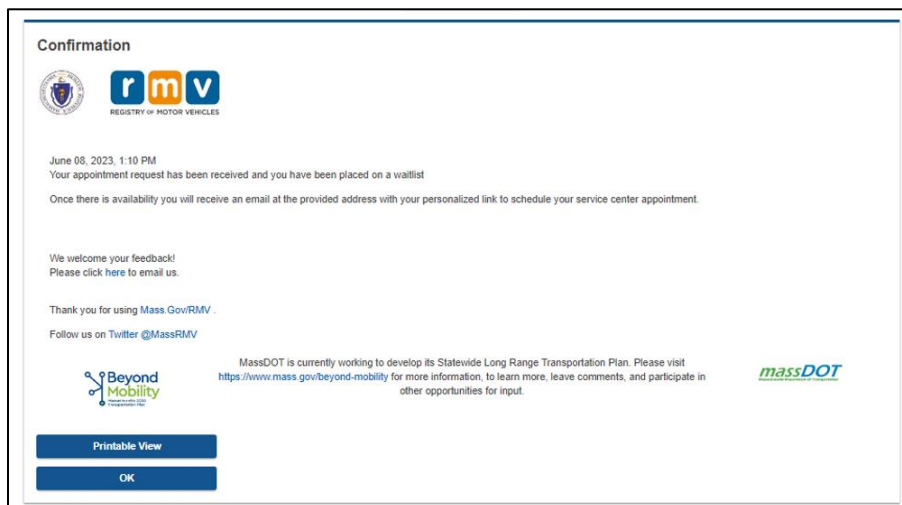 Confirmation
rmv
REGISTRY OF MOTOR VEHICLES
June 08, 2023, 1:10 PM
Your appointment request has been received and you have been placed on a waitlist
Once there is availability you will receive an email at the provided address with your personalized link to schedule your service center appointment.
We welcome your feedback!
Please click here to email us.
Thank you for using Mass.Gov/RMV .
Follow us on Twitter @MassRMV
Beyond
Mobility
MassDOT is currently working to develop its Statewide Long Range Transportation Plan. Please visit
https://www.mass.gov/beyond-mobility for more information, to learn more, leave comments, and participate in
other opportunities for input.
massDOT
Printable View
OK